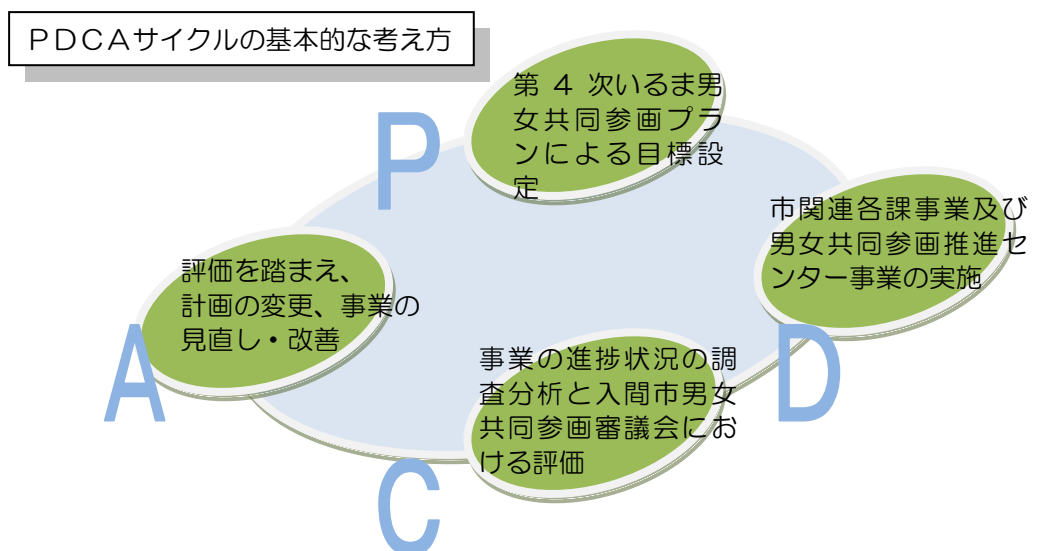 PDCAサイクルの基本的な考え方
P
第 4 次いるま男
女共同参画プラ
ンによる目標設
定
市関連各課事業及び
男女共同参画推進セ
ンター事業の実施
D
事業の進捗状況の調
査分析と入間市男女
共同参画審議会にお
ける評価
C
評価を踏まえ、
計画の変更、事業の
見直し・改善
A